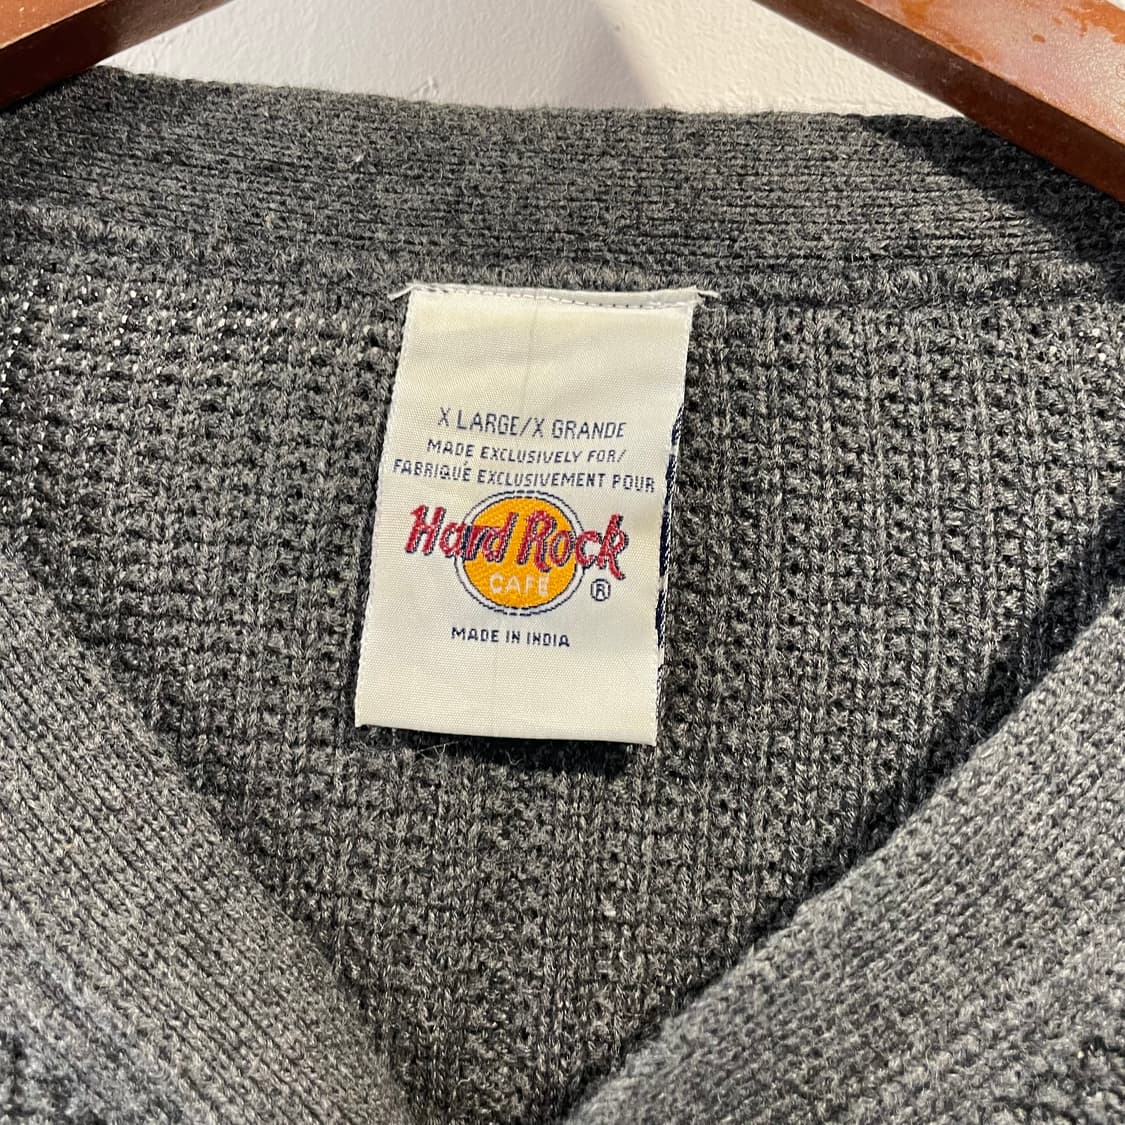 X LARGE/X GRANDE
MADE EXCLUSIVELY FOR/
FABRIQUÉ EXCLUSIVEMENT POUR
Hard Rock
CAFE
®
MADE IN INDIA